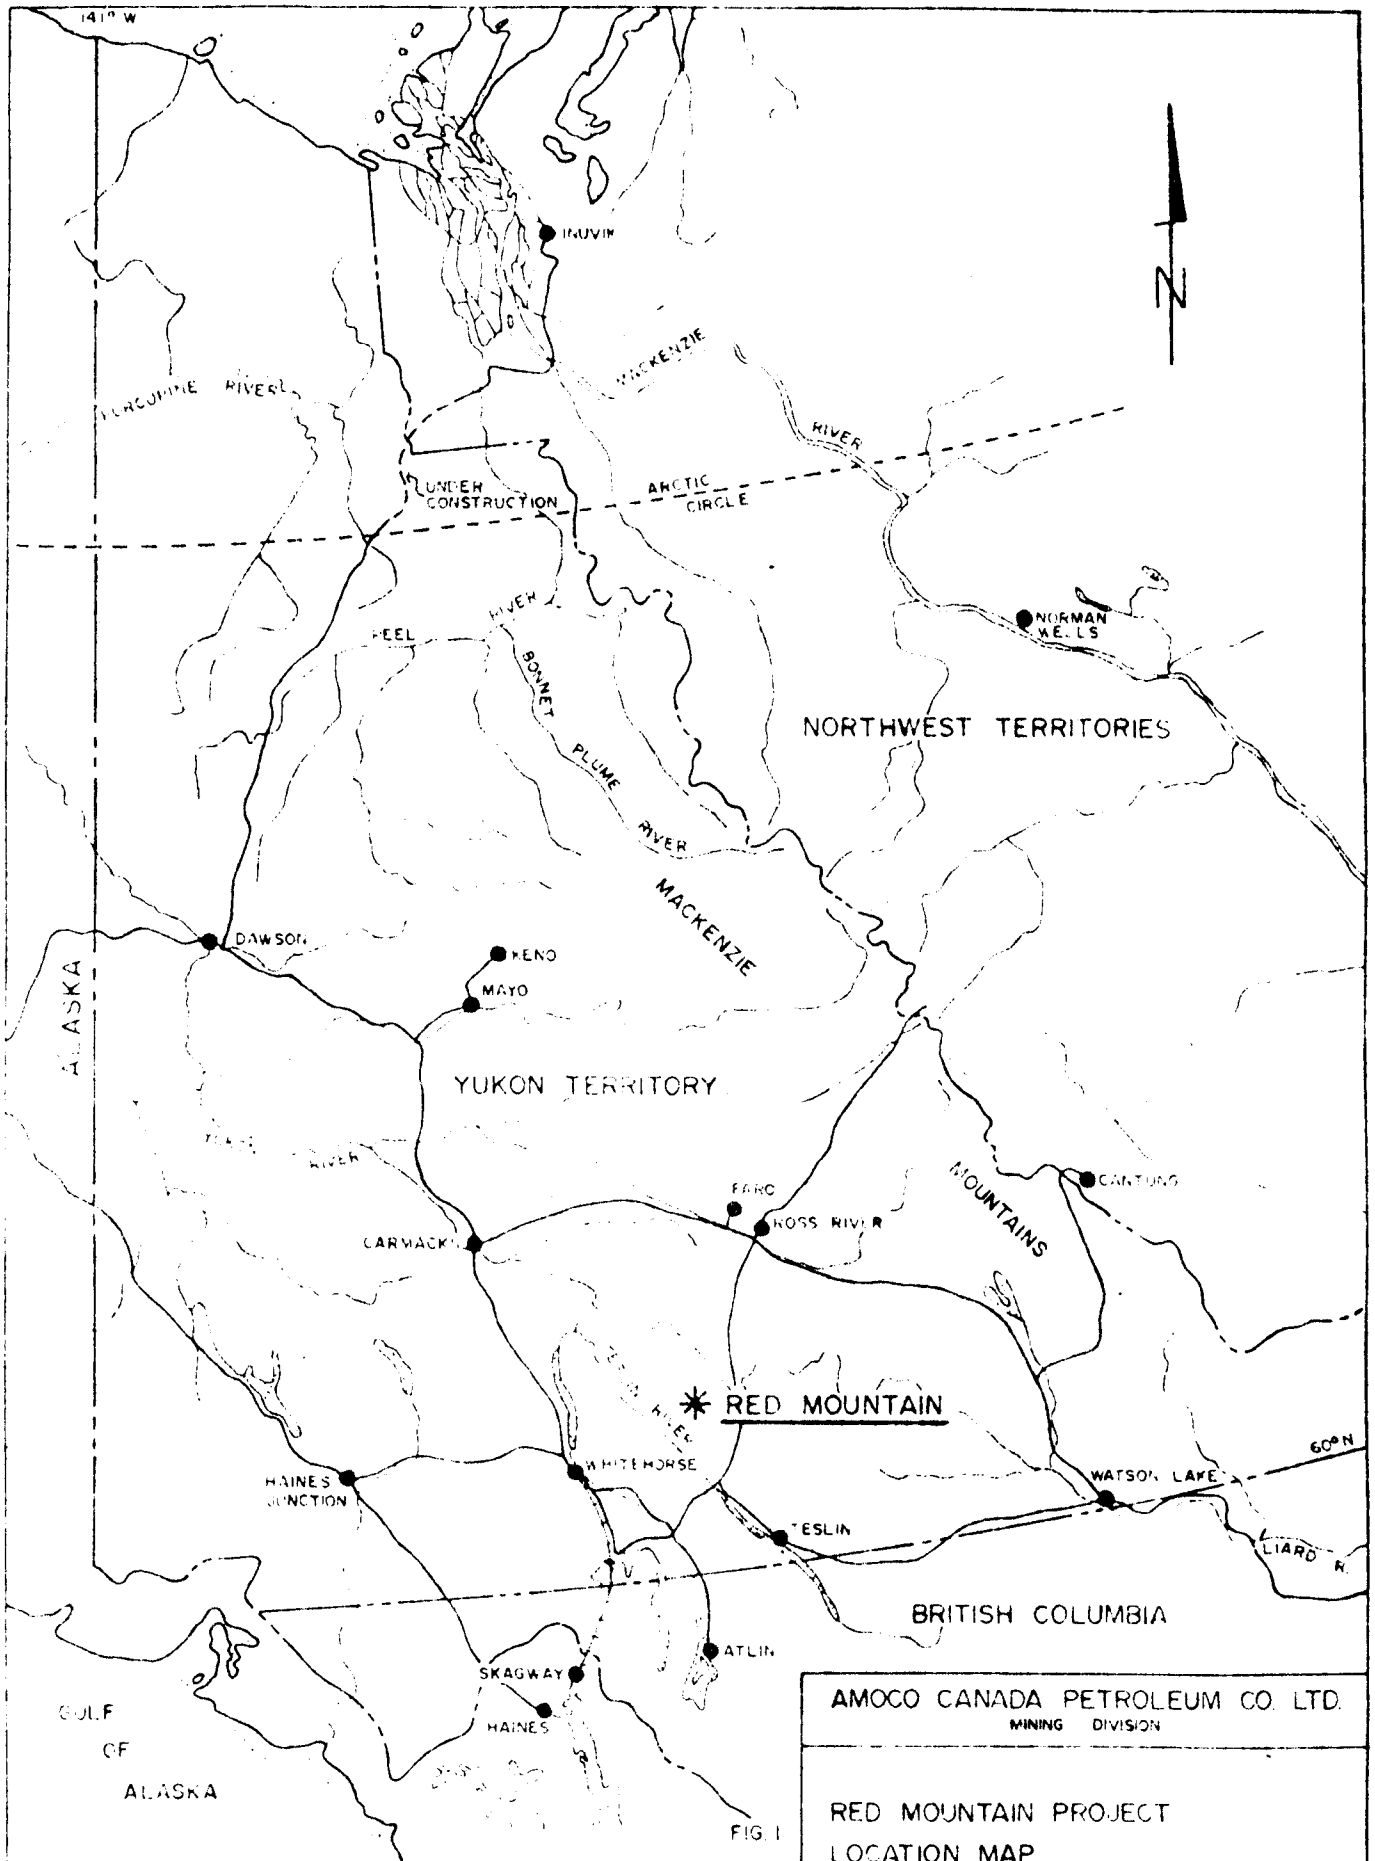 141° W
INUVIK
N
MACKENZIE
PORCUPINE RIVER
RIVER
UNDER
CONSTRUCTION
ARCTIC
CIRCLE
RIVER
PEEL
NORMAN
WELLS
BONNET
NORTHWEST TERRITORIES
PLUME
RIVER
MACKENZIE
DAWSON
KENO
MAYO
ALASKA
YUKON TERRITORY
RIVER
MOUNTAINS
CANTUNG
FARO
ROSS RIVER
CARMACKS
RIVER
RED MOUNTAIN
60° N
WHITEHORSE
HAINES
JUNCTION
WATSON LAKE
TESLIN
LIARD R.
BRITISH COLUMBIA
ATLIN
SKAGWAY
HAINES
GULF
OF
ALASKA
AMOCO CANADA PETROLEUM CO. LTD.
MINING DIVISION
RED MOUNTAIN PROJECT
LOCATION MAP
FIG. 1